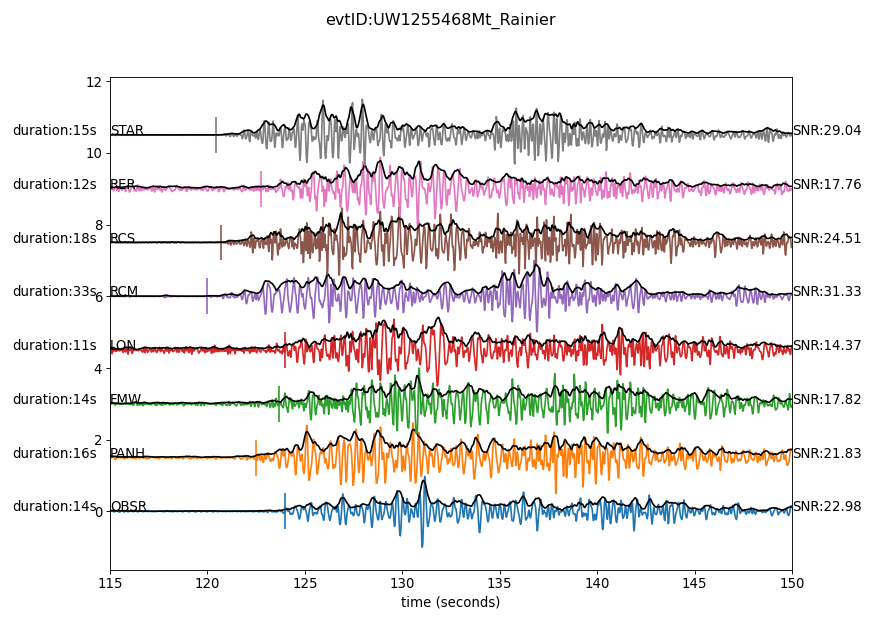 evtID:UW1255468Mt_Rainier
12
duration:15s STAR SNR:29.04
10
duration:12s RER SNR:17.76
8
duration:18s RCS SNR:24.51
duration:33s RCM SNR:31.33
6
duration:11s LON SNR:14.37
4
duration:14s FMW SNR:17.82
2
duration:16s PANH SNR:21.83
duration:14s OBSR SNR:22.98
0
115 120 125 130 135 140 145 150
time (seconds)